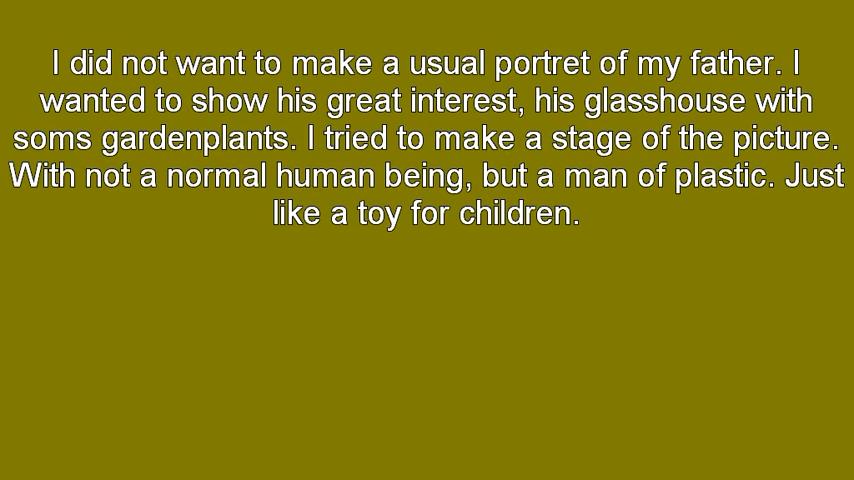 I did not want to make a usual portret of my father. I
wanted to show his great interest, his glasshouse with
soms gardenplants. I tried to make a stage of the picture.
With not a normal human being, but a man of plastic. Just
like a toy for children.